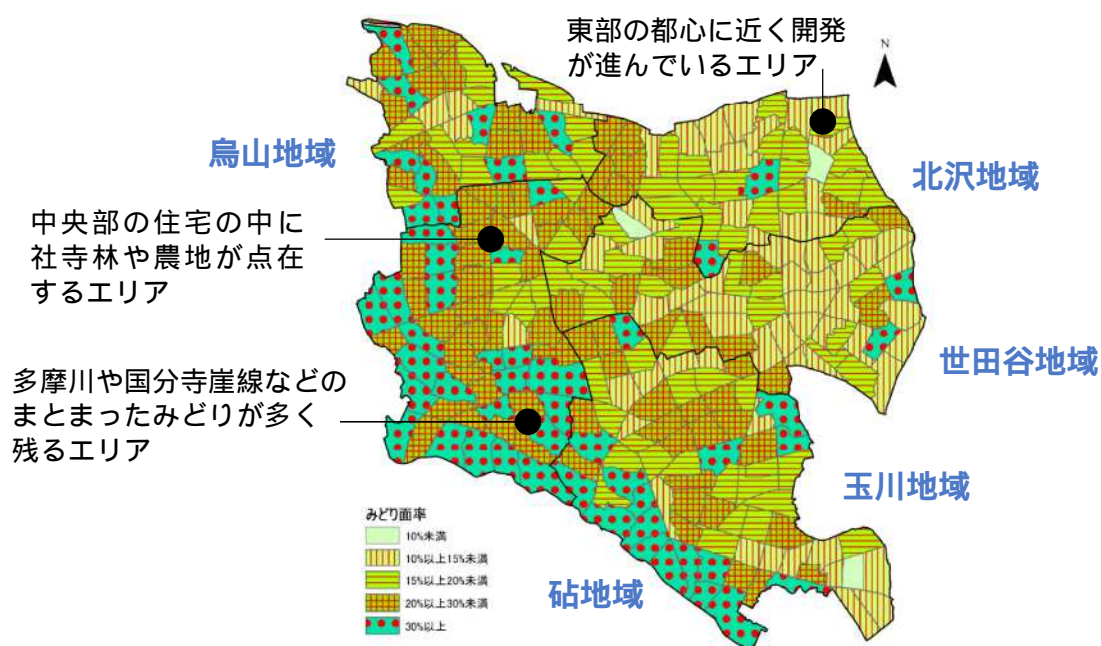 東部の都心に近く開発
が進んでいるエリア
N
烏山地域
北沢地域
中央部の住宅の中に
社寺林や農地が点在
するエリア
世田谷地域
多摩川や国分寺崖線などの
まとまったみどりが多く
残るエリア
玉川地域
砧地域
みどり面率
10%未満
10%以上15%未満
15%以上20%未満
20%以上30%未満
30%以上